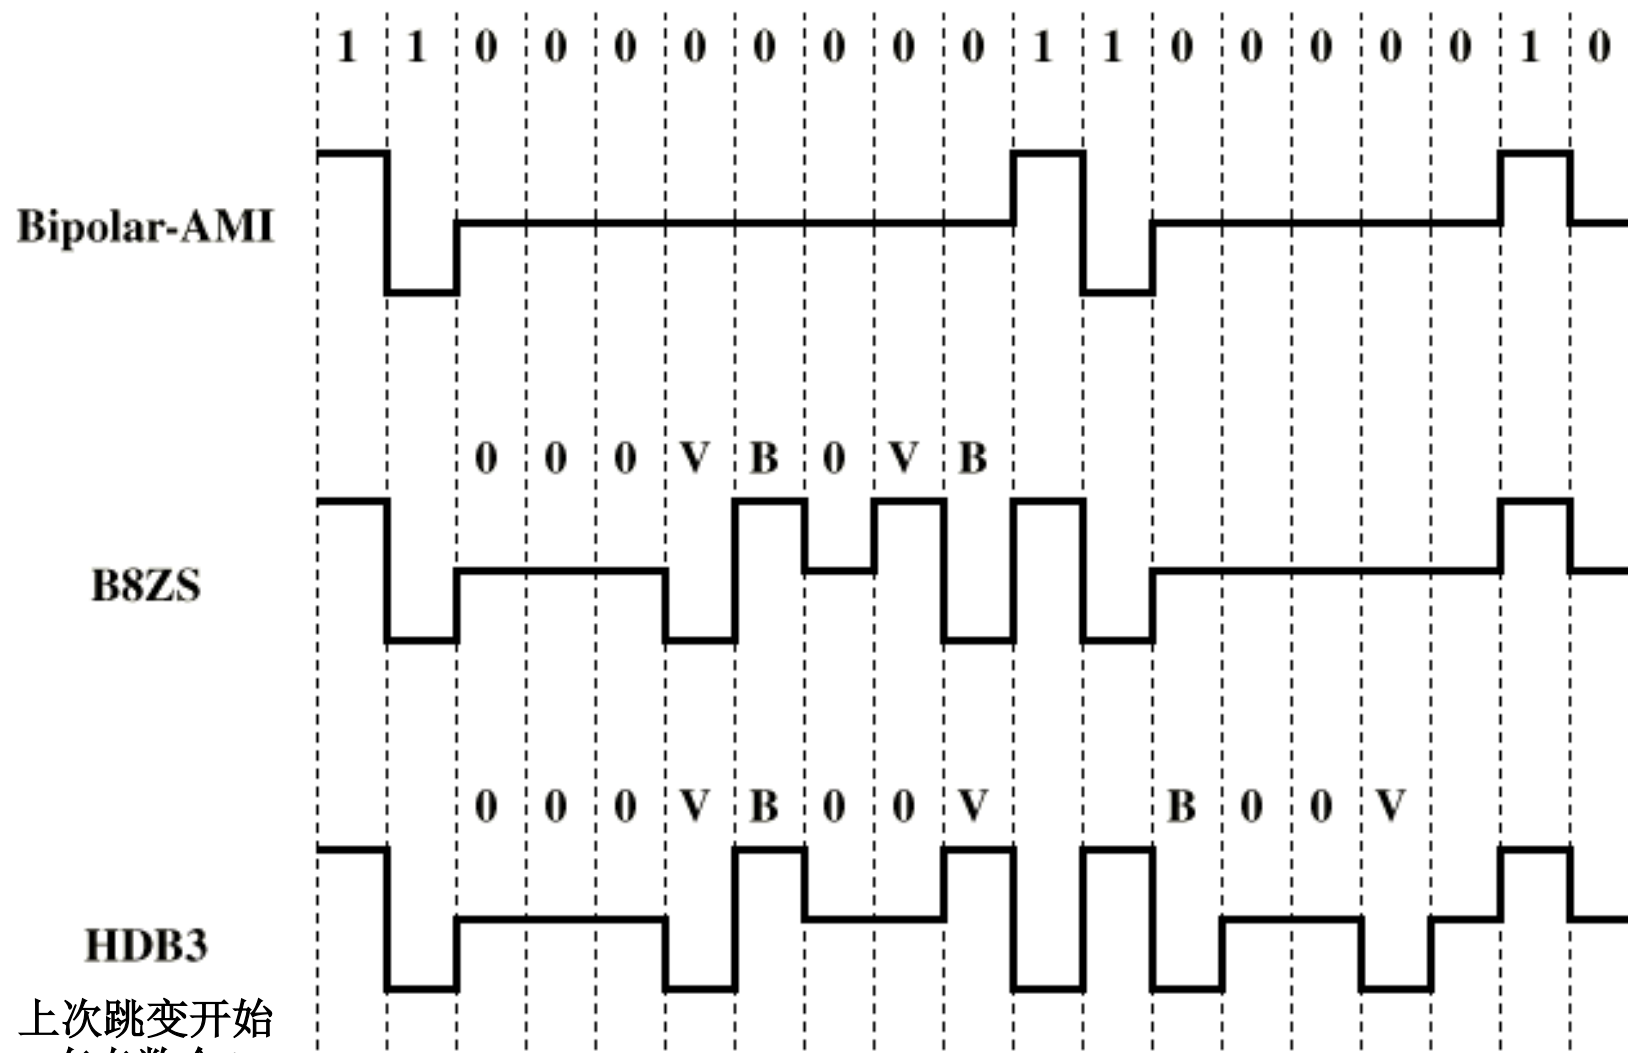 1 1 0 0 0 0 0 0 0 0 1 1 0 0 0 0 0 1 0
Bipolar-AMI
0 0 0 V B 0 V B
B8ZS
0 0 0 V B 0 0 V B 0 0 V
HDB3
上次跳变开始